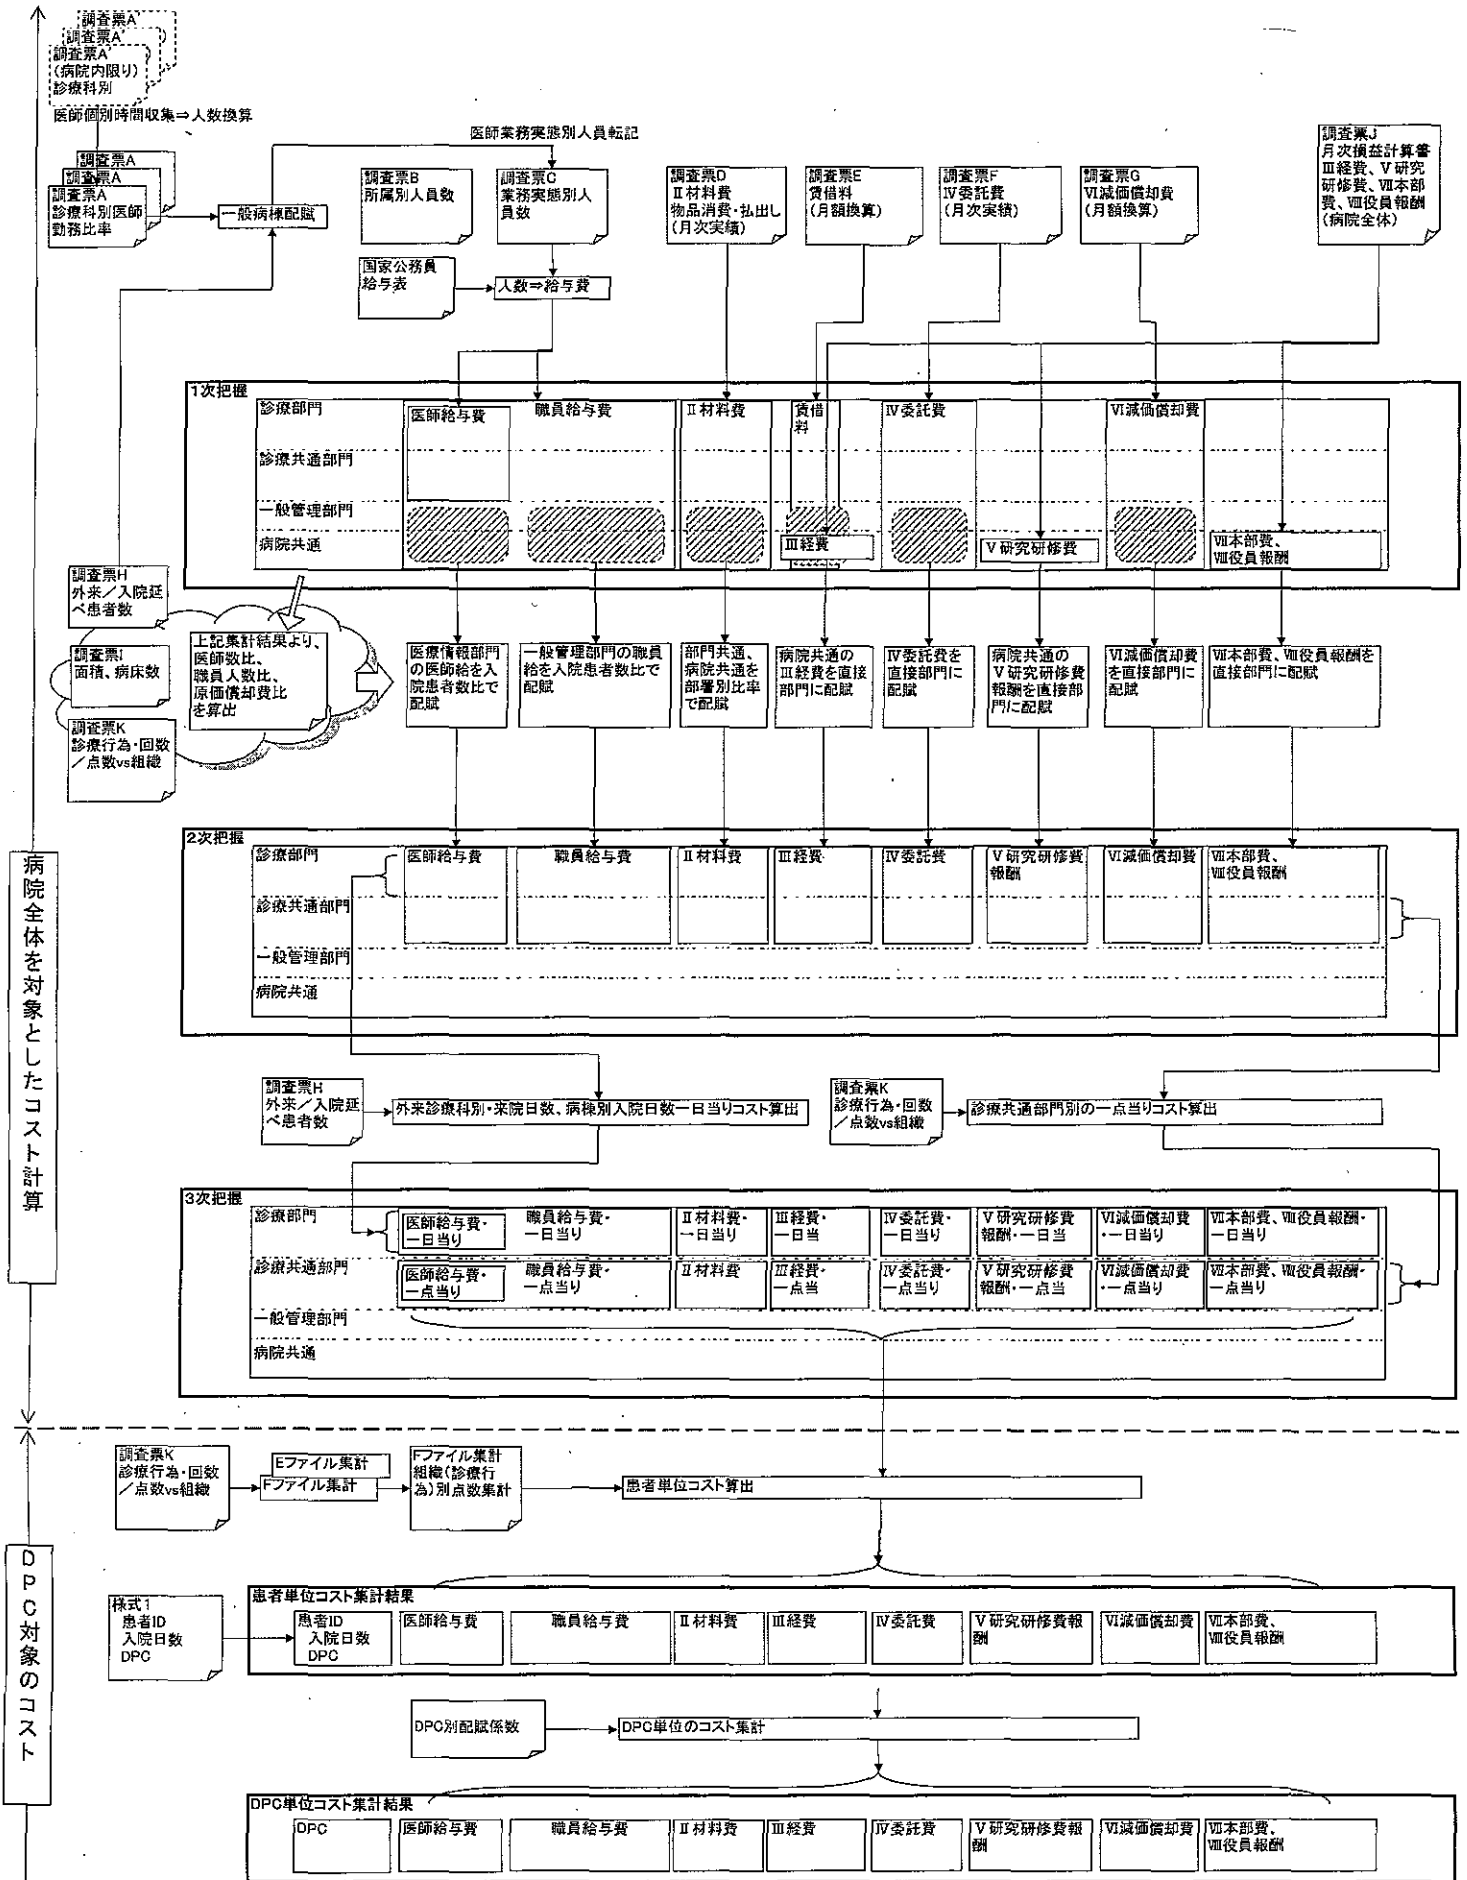 調査票A'
調査票A'
調査票A'
(病院内限り)
診療科別
医師個別時間収集⇒人数換算
調査票A
調査票A
調査票A
診療科別医師
勤務比率
一般病棟配賦
医師業務実態別人員転記
調査票B
所属別人員数
調査票C
業務実態別人
員数
国家公務員
給与表
人数⇒給与費
調査票D
Ⅱ材料費
物品消費・払出し
(月次実績)
調査票E
賃借料
(月額換算)
調査票F
Ⅳ委託費
(月次実績)
調査票G
Ⅵ減価償却費
(月額換算)
調査票J
月次損益計算書
Ⅲ経費、Ⅴ研究
研修費、Ⅶ本部
費、Ⅷ役員報酬
(病院全体)
1次把握
診療部門
診療共通部門
一般管理部門
病院共通
医師給与費
職員給与費
Ⅱ材料費
賃借
料
Ⅲ経費
Ⅳ委託費
Ⅴ研究研修費
Ⅵ減価償却費
Ⅶ本部費、
Ⅷ役員報酬
調査票H
外来/入院延
べ患者数
調査票I
面積、病床数
調査票K
診療行為・回数
/点数vs組織
上記集計結果より、
医師数比、
職員人数比、
原価償却費比
を算出
医療情報部門
の医師給を入
院患者数比で
配賦
一般管理部門の職員
給を入院患者数比で
配賦
部門共通、
病院共通を
部署別比率
で配賦
病院共通の
Ⅲ経費を直接
部門に配賦
Ⅳ委託費を
直接部門に
配賦
病院共通の
Ⅴ研究研修費
報酬を直接部
門に配賦
Ⅵ減価償却費
を直接部門に
配賦
Ⅶ本部費、Ⅷ役員報酬を
直接部門に配賦
2次把握
診療部門
診療共通部門
一般管理部門
病院共通
医師給与費
職員給与費
Ⅱ材料費
Ⅲ経費
Ⅳ委託費
Ⅴ研究研修費
報酬
Ⅵ減価償却費
Ⅶ本部費、
Ⅷ役員報酬
病院全体を対象としたコスト計算
調査票H
外来/入院延
べ患者数
外来診療科別・来院日数、病棟別入院日数一日当りコスト算出
調査票K
診療行為・回数
/点数vs組織
診療共通部門別の一点当りコスト算出
3次把握
診療部門
医師給与費・
一日当り
職員給与費・
一日当り
Ⅱ材料費・
一日当り
Ⅲ経費・
一日当
Ⅳ委託費・
一日当り
Ⅴ研究研修費
報酬・一日当
Ⅵ減価償却費
・一日当り
Ⅶ本部費、Ⅷ役員報酬・
一日当り
診療共通部門
医師給与費・
一点当り
職員給与費・
一点当り
Ⅱ材料費
Ⅲ経費・
一点当
Ⅳ委託費・
一点当り
Ⅴ研究研修費
報酬・一点当
Ⅵ減価償却費
・一点当り
Ⅶ本部費、Ⅷ役員報酬・
一点当り
一般管理部門
病院共通
調査票K
診療行為・回数
/点数vs組織
Eファイル集計
Fファイル集計
Fファイル集計
組織(診療行
為)別点数集計
患者単位コスト算出
DPC対象のコスト
様式1
患者ID
入院日数
DPC
患者単位コスト集計結果
患者ID
入院日数
DPC
医師給与費
職員給与費
Ⅱ材料費
Ⅲ経費
Ⅳ委託費
Ⅴ研究研修費報
酬
Ⅵ減価償却費
Ⅶ本部費、
Ⅷ役員報酬
DPC別配賦係数
DPC単位のコスト集計
DPC単位コスト集計結果
DPC
医師給与費
職員給与費
Ⅱ材料費
Ⅲ経費
Ⅳ委託費
Ⅴ研究研修費報
酬
Ⅵ減価償却費
Ⅶ本部費、
Ⅷ役員報酬